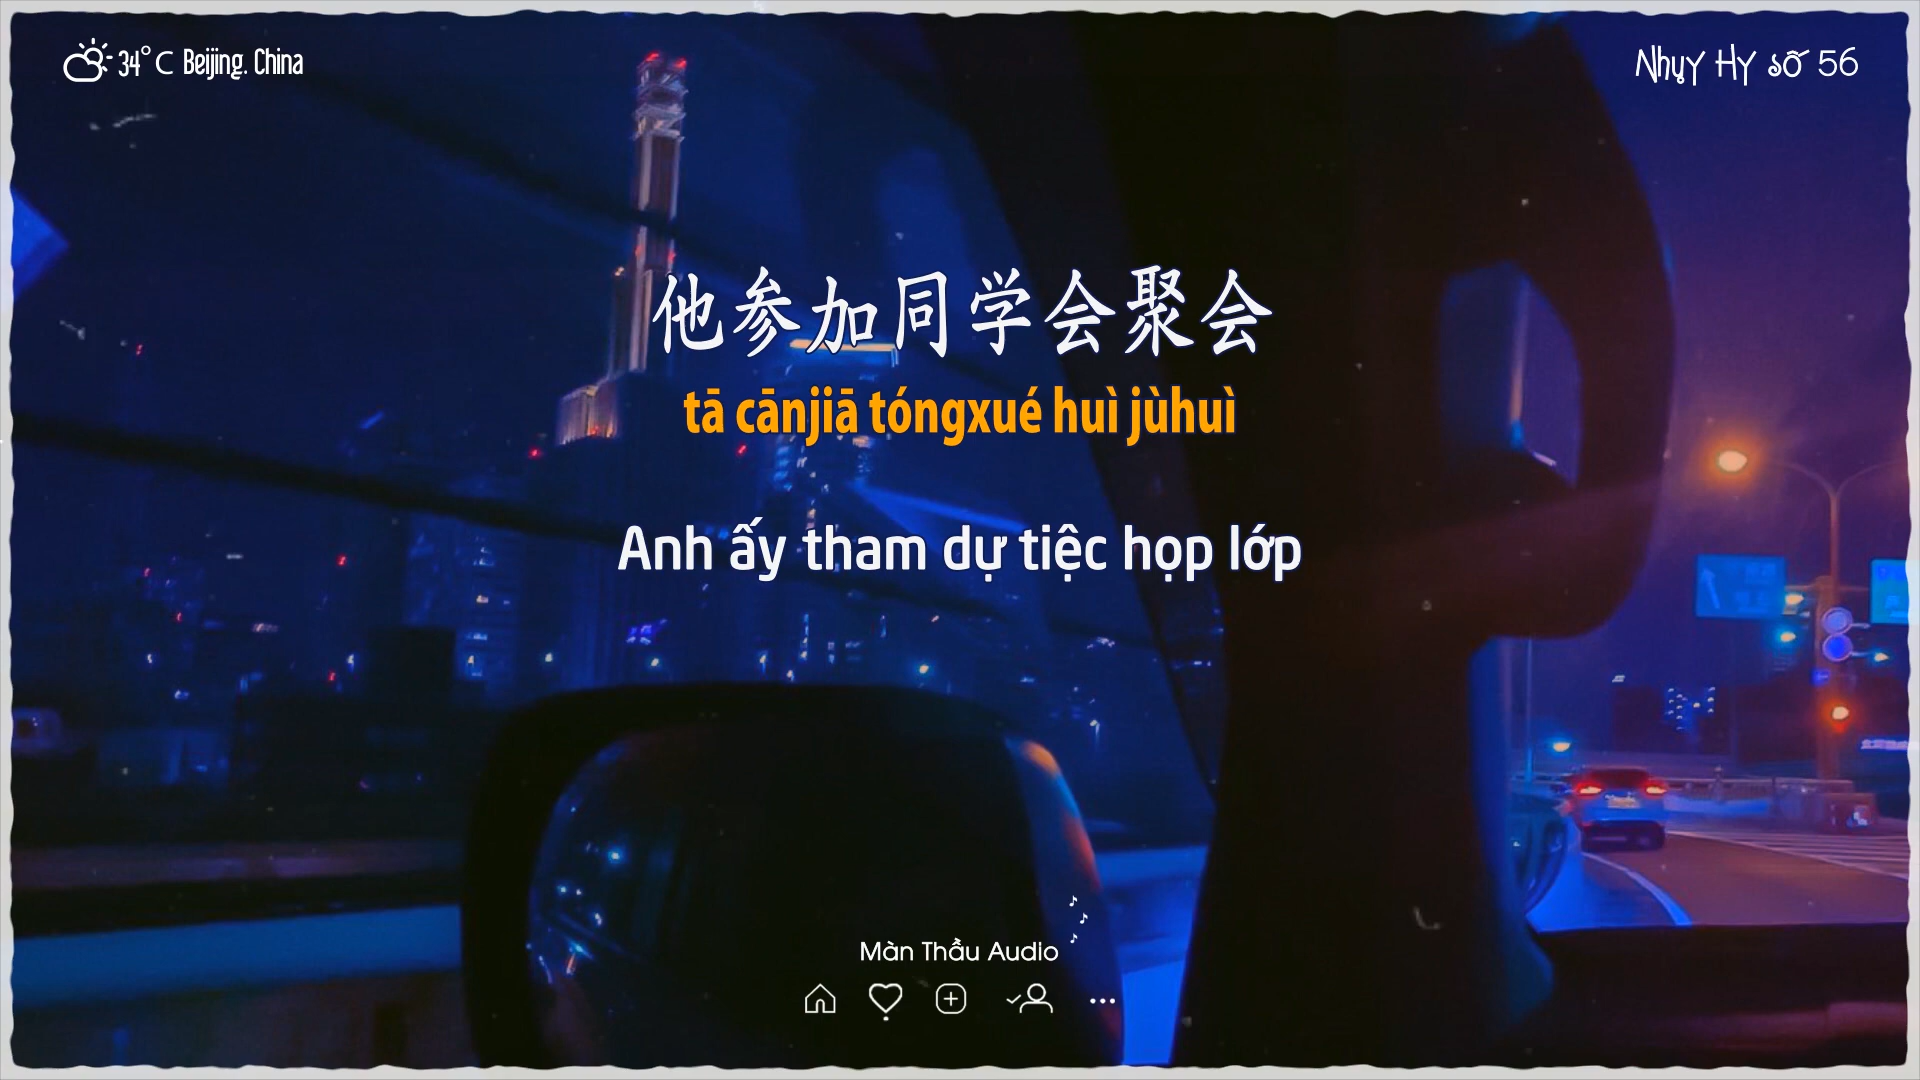 34° C Beijing. China
Nhụy Hy số 56
他参加同学会聚会
tā cānjiā tóngxué huì jùhuì
Anh ấy tham dự tiệc họp lớp
Màn Thầu Audio